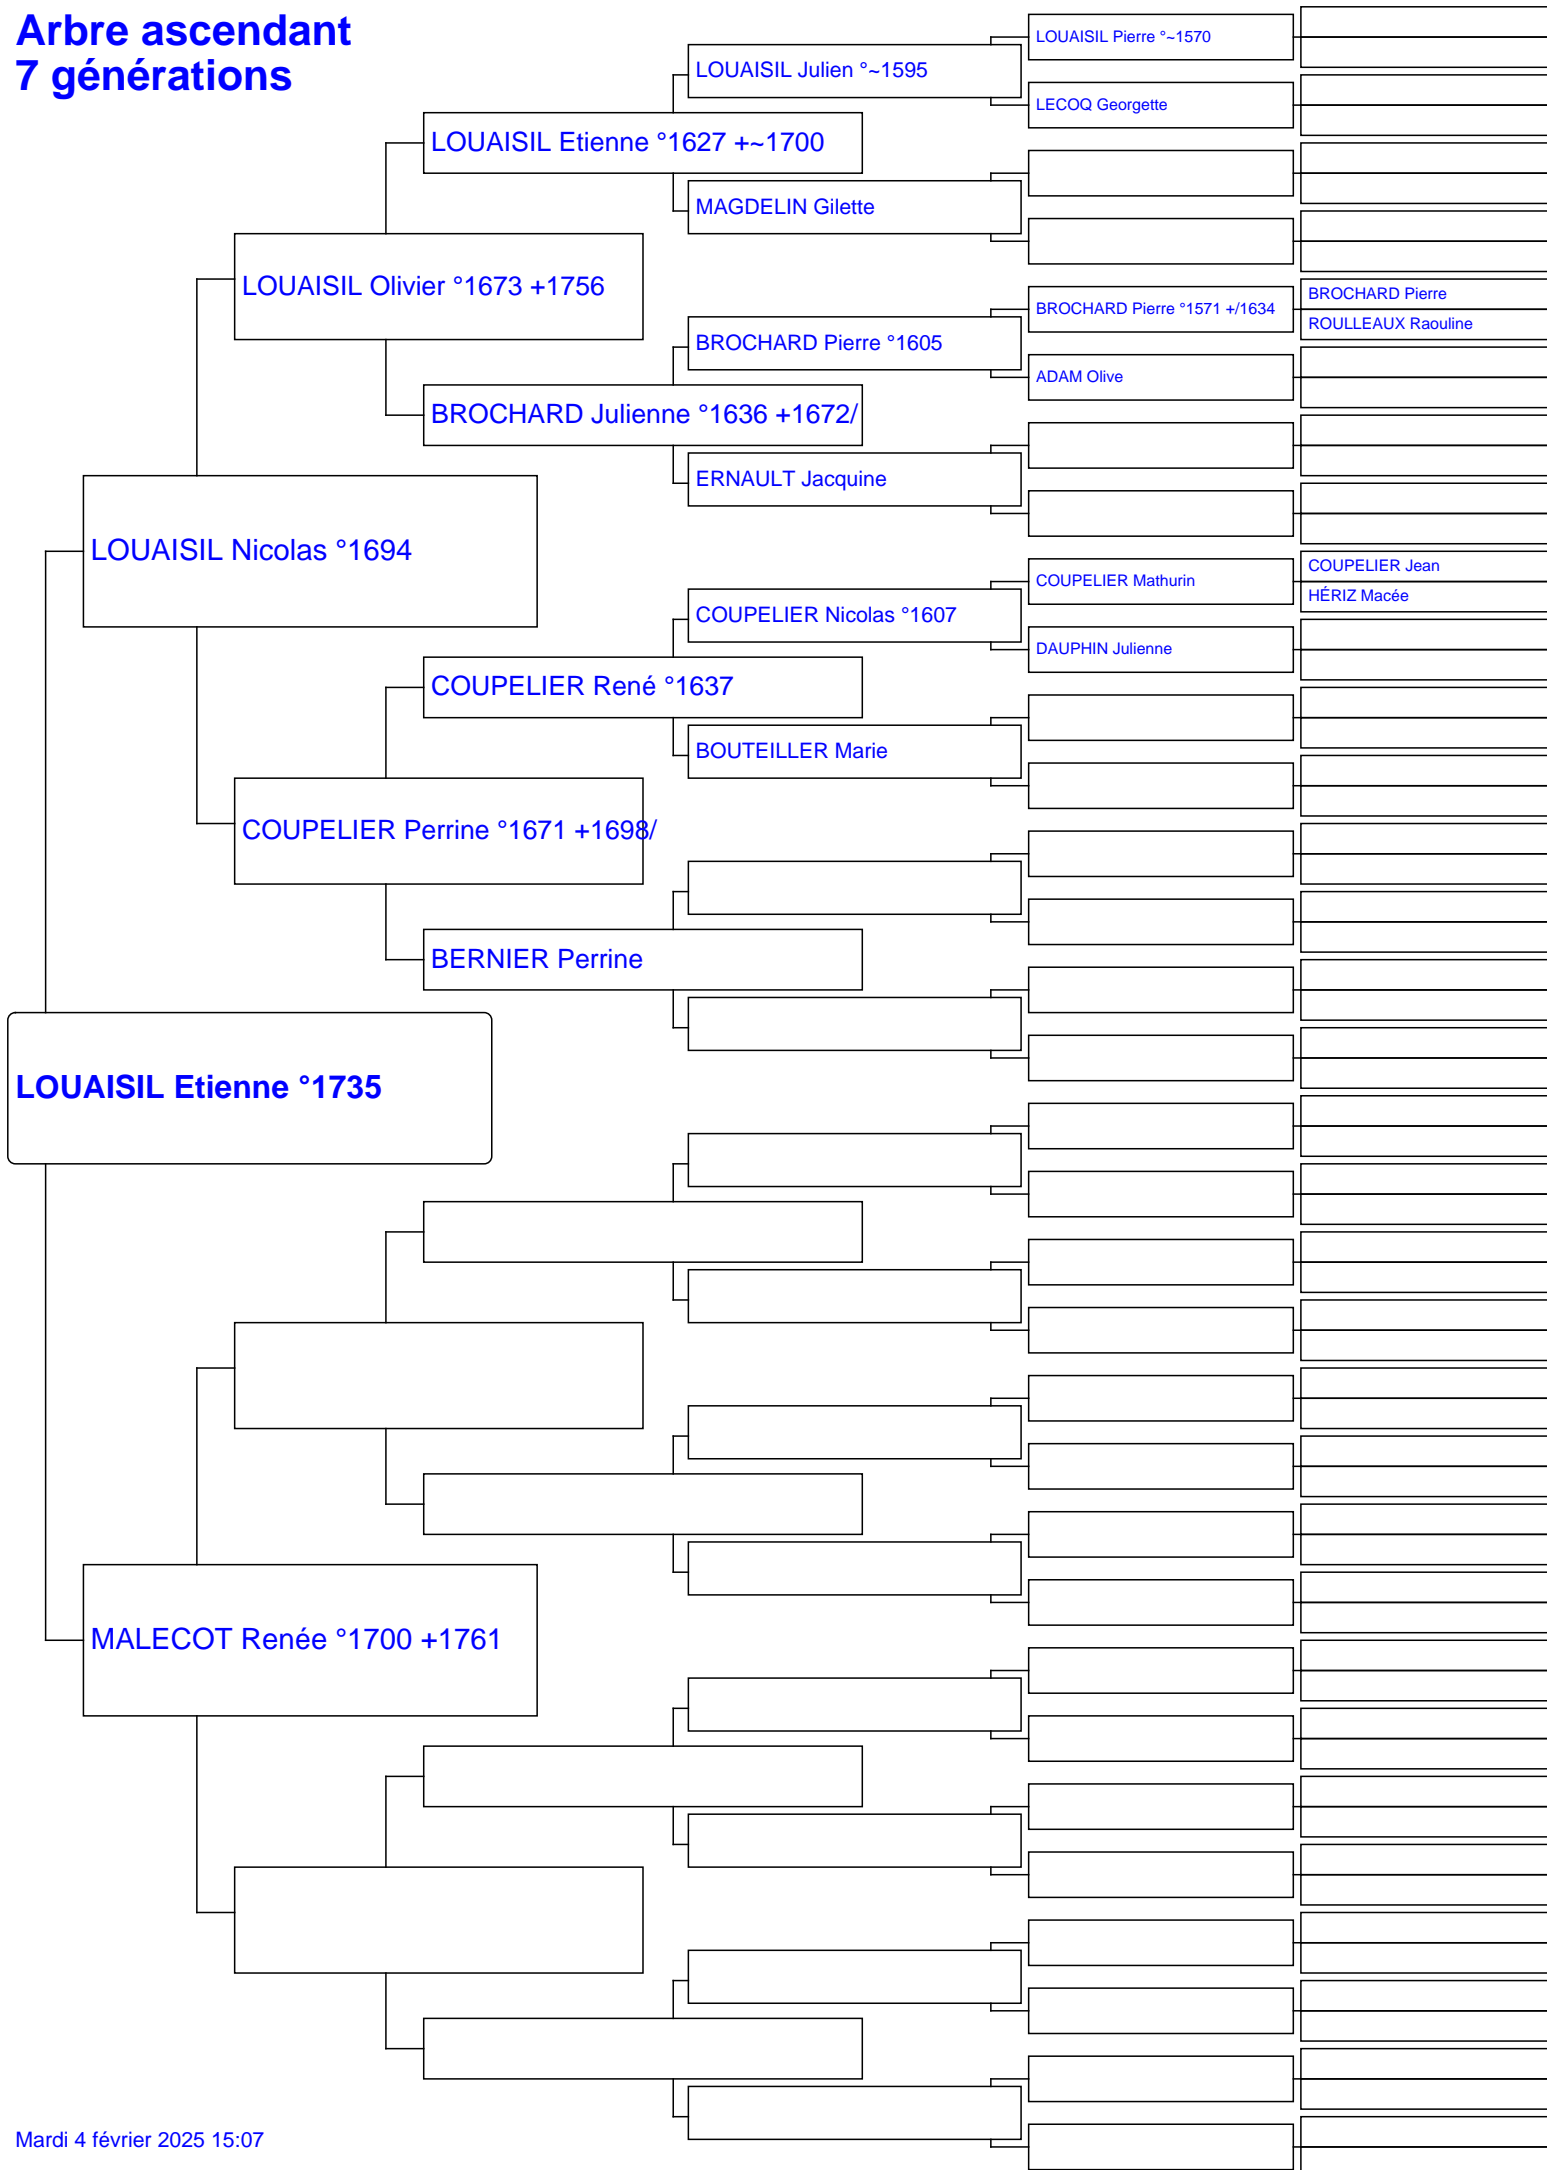 Arbre ascendant
7 générations
LOUAISIL Pierre °~1570
LOUAISIL Julien °~1595
LECOQ Georgette
LOUAISIL Etienne °1627 +~1700
MAGDELIN Gilette
LOUAISIL Olivier °1673 +1756
BROCHARD Pierre
BROCHARD Pierre °1571 +/1634
ROULLEAUX Raouline
BROCHARD Pierre °1605
ADAM Olive
BROCHARD Julienne °1636 +1672/
ERNAULT Jacquine
LOUAISIL Nicolas °1694
COUPELIER Jean
COUPELIER Mathurin
HÉRIZ Macée
COUPELIER Nicolas °1607
DAUPHIN Julienne
COUPELIER René °1637
BOUTEILLER Marie
COUPELIER Perrine °1671 +1698/
BERNIER Perrine
LOUAISIL Etienne °1735
MALECOT Renée °1700 +1761
Mardi 4 février 2025 15:07